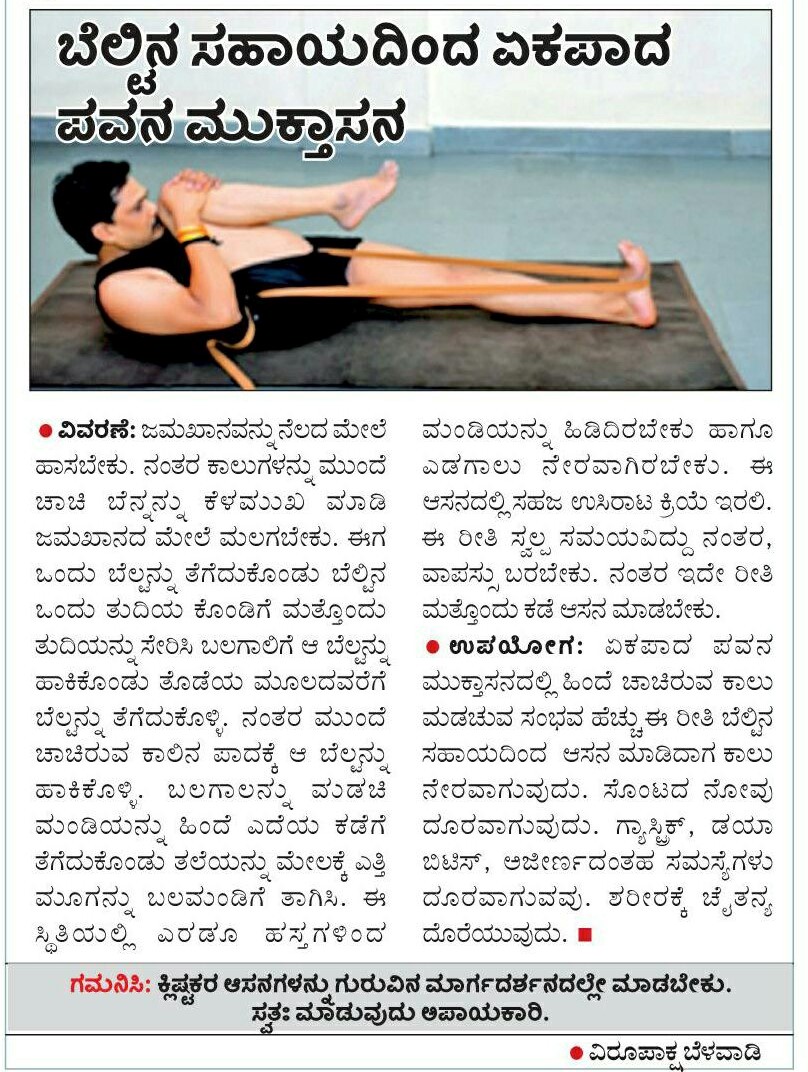 ಬೆಲ್ಟಿನ ಸಹಾಯದಿಂದ ಏಕಪಾದ
ಪವನ ಮುಕ್ತಾಸನ
● ವಿವರಣೆ: ಜಮಖಾನವನ್ನು ನೆಲದ ಮೇಲೆ
ಹಾಸಬೇಕು. ನಂತರ ಕಾಲುಗಳನ್ನು ಮುಂದೆ
ಚಾಚಿ ಬೆನ್ನನ್ನು ಕೆಳಮುಖ ಮಾಡಿ
ಜಮಖಾನದ ಮೇಲೆ ಮಲಗಬೇಕು. ಈಗ
ಒಂದು ಬೆಲ್ಟನ್ನು ತೆಗೆದುಕೊಂಡು ಬೆಲ್ಟಿನ
ಒಂದು ತುದಿಯ ಕೊಂಡಿಗೆ ಮತ್ತೊಂದು
ತುದಿಯನ್ನು ಸೇರಿಸಿ ಬಲಗಾಲಿಗೆ ಆ ಬೆಲ್ಟನ್ನು
ಹಾಕಿಕೊಂಡು ತೊಡೆಯ ಮೂಲದವರೆಗೆ
ಬೆಲ್ಟನ್ನು ತೆಗೆದುಕೊಳ್ಳಿ. ನಂತರ ಮುಂದೆ
ಚಾಚಿರುವ ಕಾಲಿನ ಪಾದಕ್ಕೆ ಆ ಬೆಲ್ಟನ್ನು
ಹಾಕಿಕೊಳ್ಳಿ. ಬಲಗಾಲನ್ನು ಮಡಚಿ
ಮಂಡಿಯನ್ನು ಹಿಂದೆ ಎದೆಯ ಕಡೆಗೆ
ತೆಗೆದುಕೊಂಡು ತಲೆಯನ್ನು ಮೇಲಕ್ಕೆ ಎತ್ತಿ
ಮೂಗನ್ನು ಬಲಮಂಡಿಗೆ ತಾಗಿಸಿ. ಈ
ಸ್ಥಿತಿಯಲ್ಲಿ ಎರಡೂ ಹಸ್ತಗಳಿಂದ
ಮಂಡಿಯನ್ನು ಹಿಡಿದಿರಬೇಕು ಹಾಗೂ
ಎಡಗಾಲು ನೇರವಾಗಿರಬೇಕು. ಈ
ಆಸನದಲ್ಲಿ ಸಹಜ ಉಸಿರಾಟ ಕ್ರಿಯೆ ಇರಲಿ.
ಈ ರೀತಿ ಸ್ವಲ್ಪ ಸಮಯವಿದ್ದು ನಂತರ,
ವಾಪಸ್ಸು ಬರಬೇಕು. ನಂತರ ಇದೇ ರೀತಿ
ಮತ್ತೊಂದು ಕಡೆ ಆಸನ ಮಾಡಬೇಕು.
● ಉಪಯೋಗ: ಏಕಪಾದ ಪವನ
ಮುಕ್ತಾಸನದಲ್ಲಿ ಹಿಂದೆ ಚಾಚಿರುವ ಕಾಲು
ಮಡಚುವ ಸಂಭವ ಹೆಚ್ಚು ಈ ರೀತಿ ಬೆಲ್ಟಿನ
ಸಹಾಯದಿಂದ ಆಸನ ಮಾಡಿದಾಗ ಕಾಲು
ನೇರವಾಗುವುದು. ಸೊಂಟದ ನೋವು
ದೂರವಾಗುವುದು. ಗ್ಯಾಸ್ಟ್ರಿಕ್, ಡಯಾ
ಬಿಟಿಸ್, ಅಜೀರ್ಣದಂತಹ ಸಮಸ್ಯೆಗಳು
ದೂರವಾಗುವವು. ಶರೀರಕ್ಕೆ ಚೈತನ್ಯ
ದೊರೆಯುವುದು. ■
ಗಮನಿಸಿ: ಕ್ಲಿಷ್ಟಕರ ಆಸನಗಳನ್ನು ಗುರುವಿನ ಮಾರ್ಗದರ್ಶನದಲ್ಲೇ ಮಾಡಬೇಕು.
ಸ್ವತಃ ಮಾಡುವುದು ಅಪಾಯಕಾರಿ.
● ವಿರೂಪಾಕ್ಷ ಬೆಳವಾಡಿ